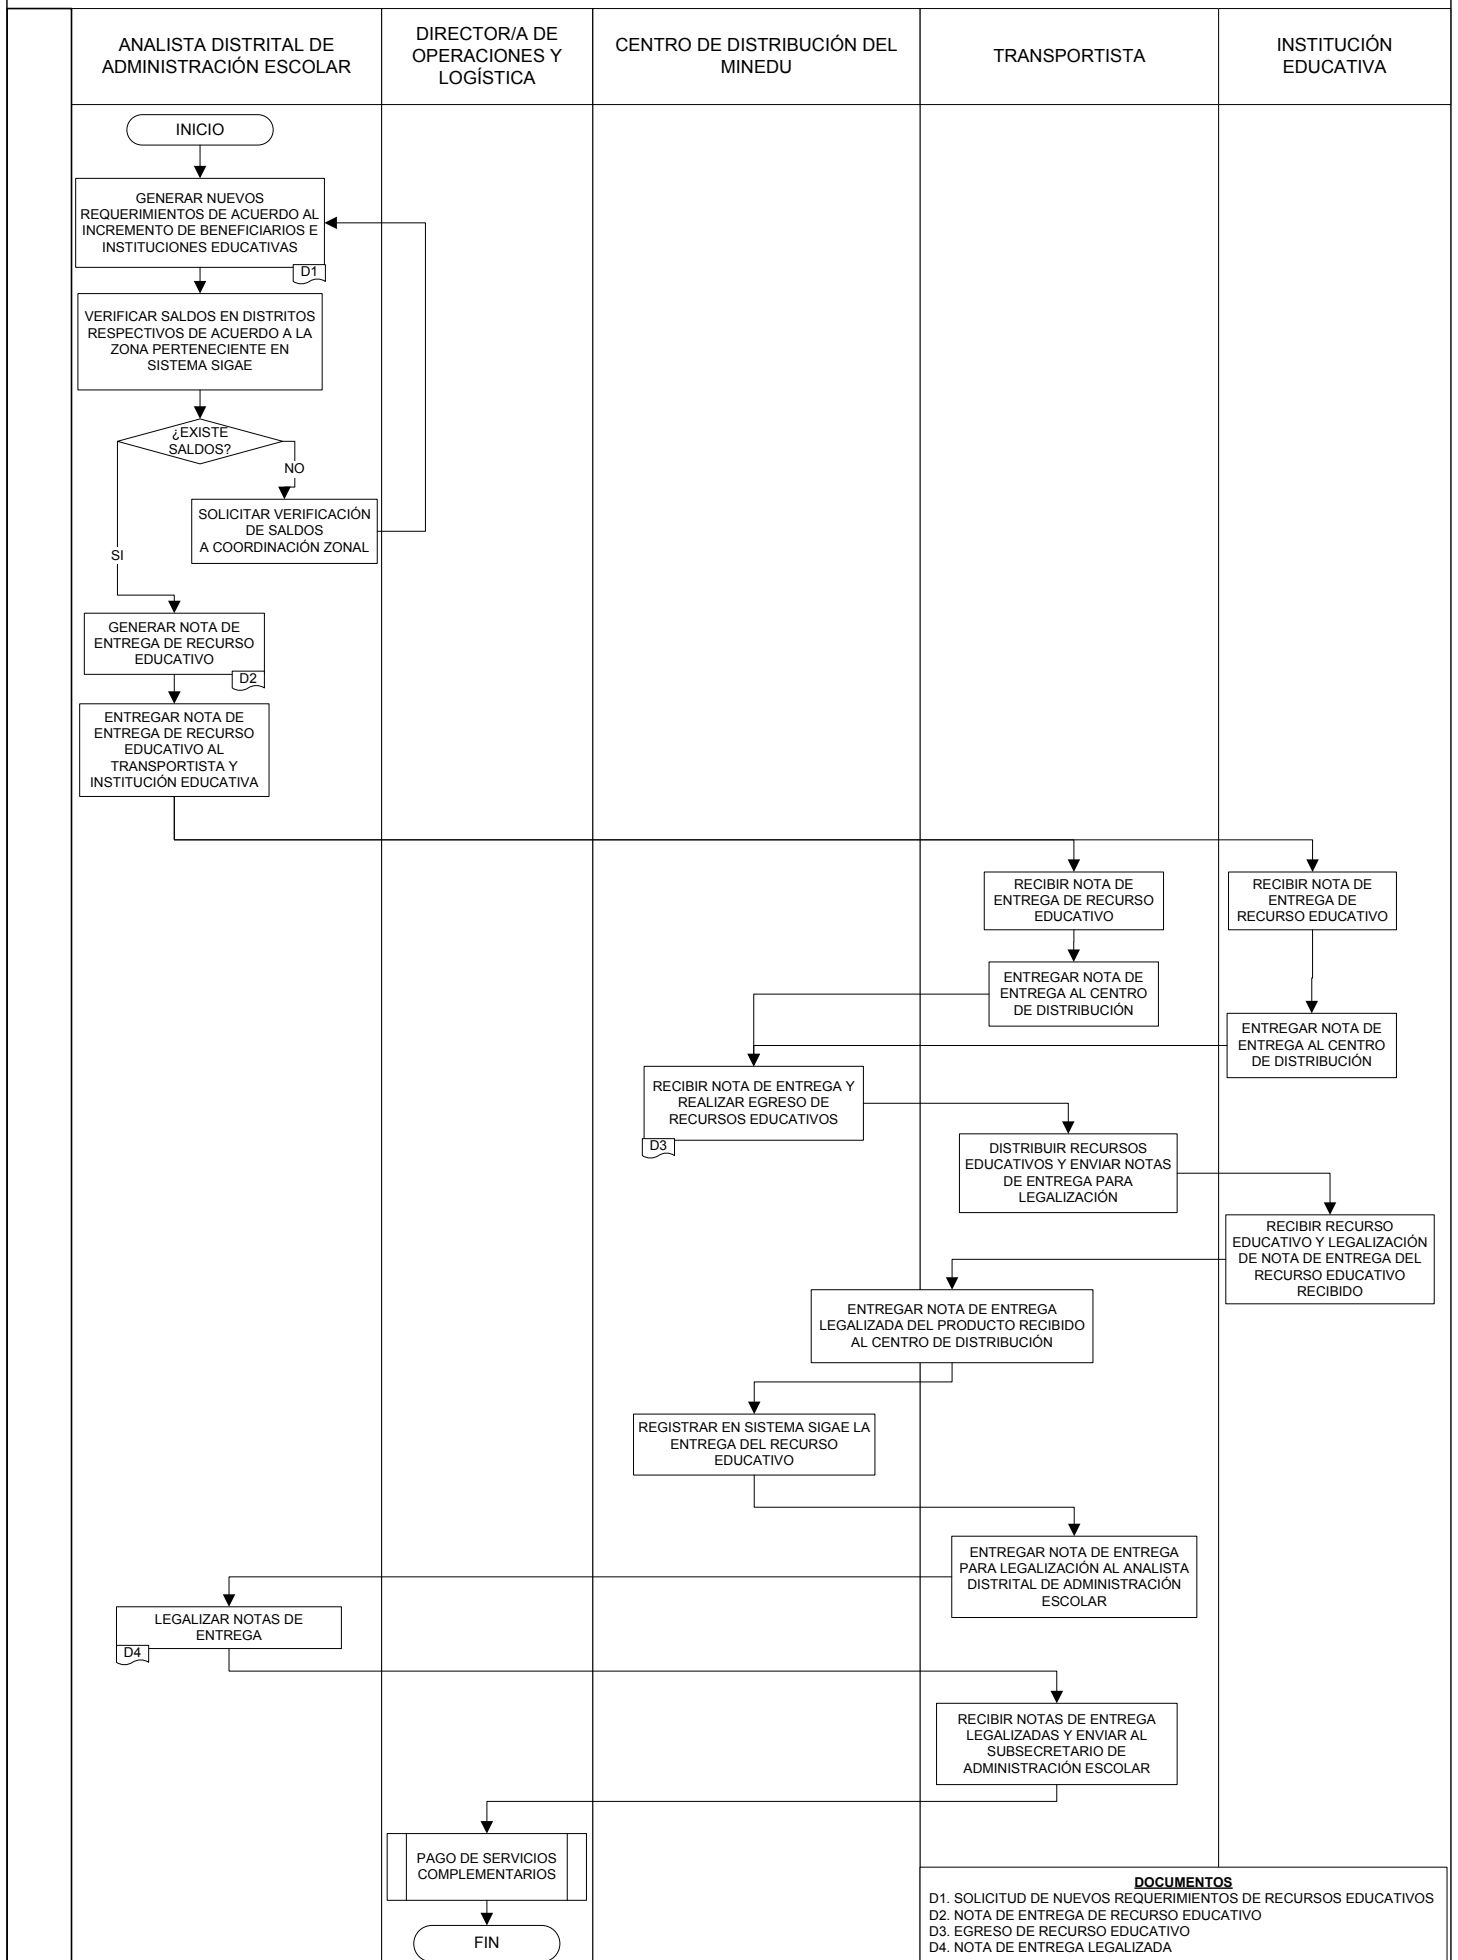 ANALISTA DISTRITAL DE
ADMINISTRACIÓN ESCOLAR
DIRECTOR/A DE
OPERACIONES Y
LOGÍSTICA
CENTRO DE DISTRIBUCIÓN DEL
MINEDU
TRANSPORTISTA
INSTITUCIÓN
EDUCATIVA
INICIO
GENERAR NUEVOS
REQUERIMIENTOS DE ACUERDO AL
INCREMENTO DE BENEFICIARIOS E
INSTITUCIONES EDUCATIVAS
D1
VERIFICAR SALDOS EN DISTRITOS
RESPECTIVOS DE ACUERDO A LA
ZONA PERTENECIENTE EN
SISTEMA SIGAE
¿EXISTE
SALDOS?
NO
SOLICITAR VERIFICACIÓN
DE SALDOS
A COORDINACIÓN ZONAL
SI
GENERAR NOTA DE
ENTREGA DE RECURSO
EDUCATIVO
D2
ENTREGAR NOTA DE
ENTREGA DE RECURSO
EDUCATIVO AL
TRANSPORTISTA Y
INSTITUCIÓN EDUCATIVA
RECIBIR NOTA DE
ENTREGA DE RECURSO
EDUCATIVO
RECIBIR NOTA DE
ENTREGA DE
RECURSO EDUCATIVO
ENTREGAR NOTA DE
ENTREGA AL CENTRO
DE DISTRIBUCIÓN
ENTREGAR NOTA DE
ENTREGA AL CENTRO
DE DISTRIBUCIÓN
RECIBIR NOTA DE ENTREGA Y
REALIZAR EGRESO DE
RECURSOS EDUCATIVOS
D3
DISTRIBUIR RECURSOS
EDUCATIVOS Y ENVIAR NOTAS
DE ENTREGA PARA
LEGALIZACIÓN
RECIBIR RECURSO
EDUCATIVO Y LEGALIZACIÓN
DE NOTA DE ENTREGA DEL
RECURSO EDUCATIVO
RECIBIDO
ENTREGAR NOTA DE ENTREGA
LEGALIZADA DEL PRODUCTO RECIBIDO
AL CENTRO DE DISTRIBUCIÓN
REGISTRAR EN SISTEMA SIGAE LA
ENTREGA DEL RECURSO
EDUCATIVO
ENTREGAR NOTA DE ENTREGA
PARA LEGALIZACIÓN AL ANALISTA
DISTRITAL DE ADMINISTRACIÓN
ESCOLAR
LEGALIZAR NOTAS DE
ENTREGA
D4
RECIBIR NOTAS DE ENTREGA
LEGALIZADAS Y ENVIAR AL
SUBSECRETARIO DE
ADMINISTRACIÓN ESCOLAR
PAGO DE SERVICIOS
COMPLEMENTARIOS
FIN
DOCUMENTOS
D1. SOLICITUD DE NUEVOS REQUERIMIENTOS DE RECURSOS EDUCATIVOS
D2. NOTA DE ENTREGA DE RECURSO EDUCATIVO
D3. EGRESO DE RECURSO EDUCATIVO
D4. NOTA DE ENTREGA LEGALIZADA